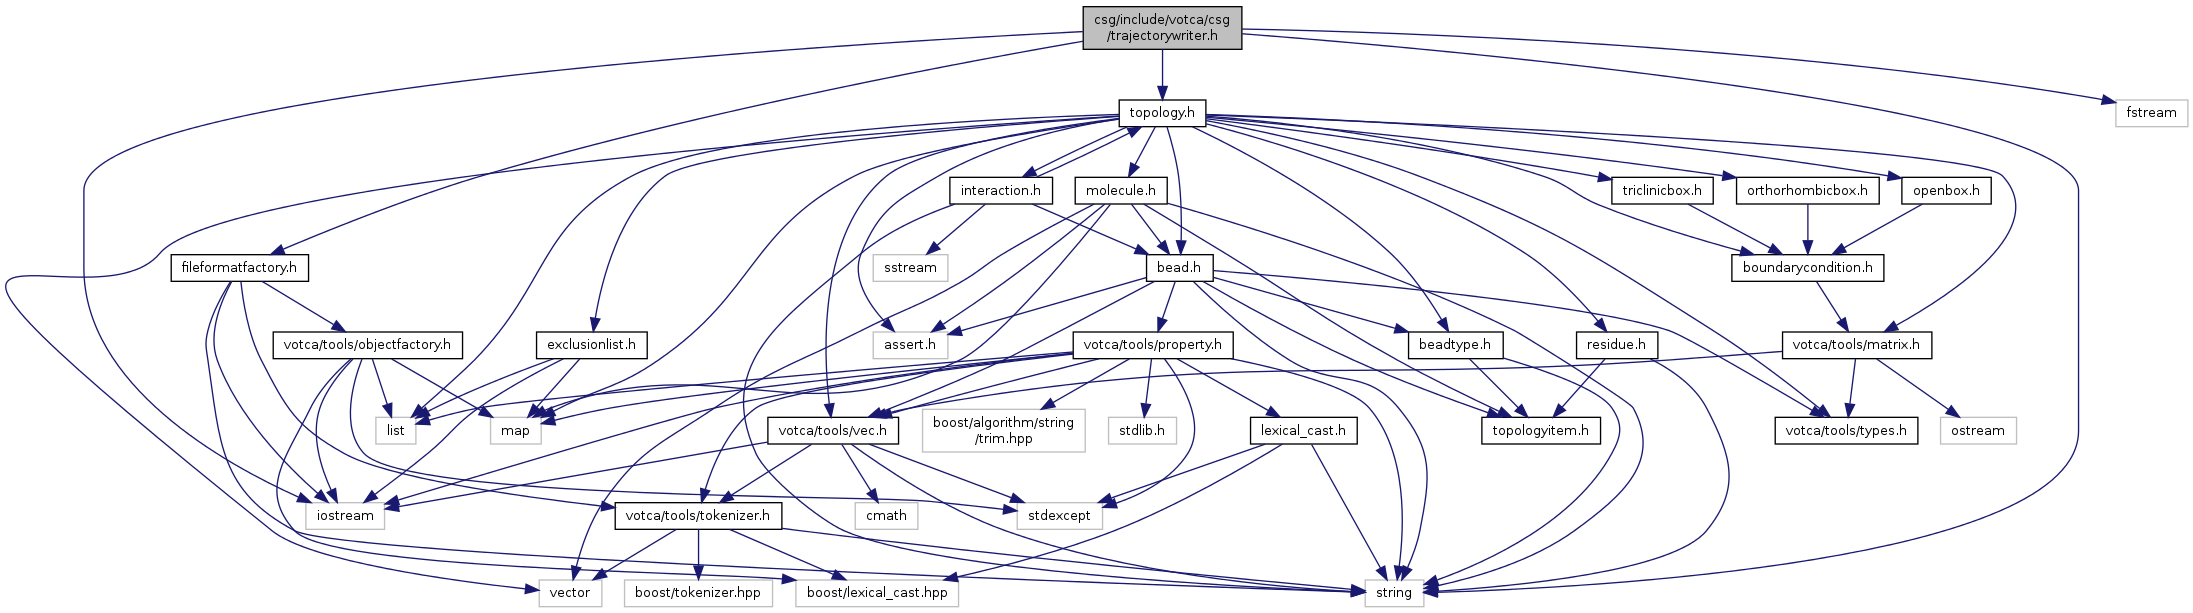 csg/include/votca/csg
/trajectorywriter.h
topology.h
fstream
interaction.h
molecule.h
triclinicbox.h
orthorhombicbox.h
openbox.h
fileformatfactory.h
sstream
bead.h
boundarycondition.h
votca/tools/objectfactory.h
exclusionlist.h
assert.h
votca/tools/property.h
beadtype.h
residue.h
votca/tools/matrix.h
list
map
votca/tools/vec.h
boost/algorithm/string
/trim.hpp
stdlib.h
lexical_cast.h
topologyitem.h
votca/tools/types.h
ostream
iostream
votca/tools/tokenizer.h
cmath
stdexcept
vector
boost/tokenizer.hpp
boost/lexical_cast.hpp
string